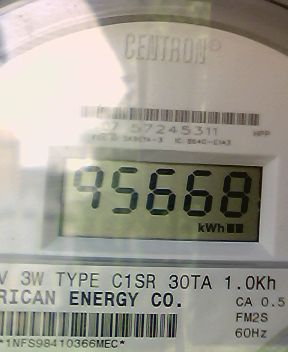 CENTRON®
57245311
HPP
95668
kWh
V 3W TYPE C1SR 30TA 1.0Kh
RICAN ENERGY CO.
CA 0.5
FM2S
60Hz
*1NFS98410366MEC*